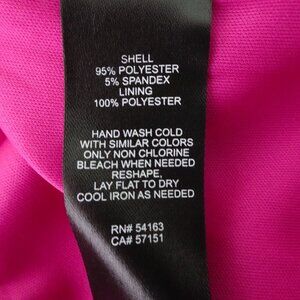 SHELL
95% POLYESTER
5% SPANDEX
LINING
100% POLYESTER
HAND WASH COLD
WITH SIMILAR COLORS
ONLY NON CHLORINE
BLEACH WHEN NEEDED
RESHAPE,
LAY FLAT TO DRY
COOL IRON AS NEEDED
RN# 54163
CA# 57151